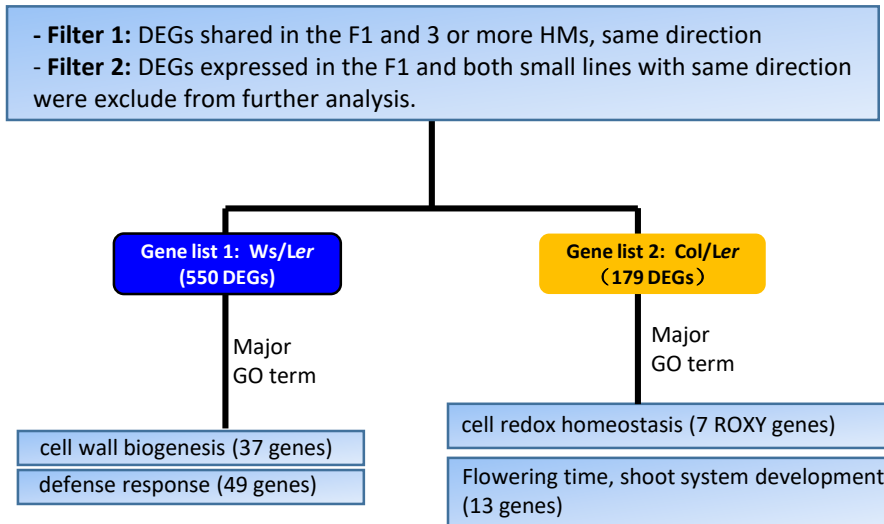 - Filter 1: DEGs shared in the F1 and 3 or more HMs, same direction
- Filter 2: DEGs expressed in the F1 and both small lines with same direction
were exclude from further analysis.
Gene list 1: Ws/Ler
(550 DEGs)
Gene list 2: Col/Ler
（179 DEGs）
Major
GO term
Major
GO term
cell wall biogenesis (37 genes)
defense response (49 genes)
cell redox homeostasis (7 ROXY genes)
Flowering time, shoot system development
(13 genes)